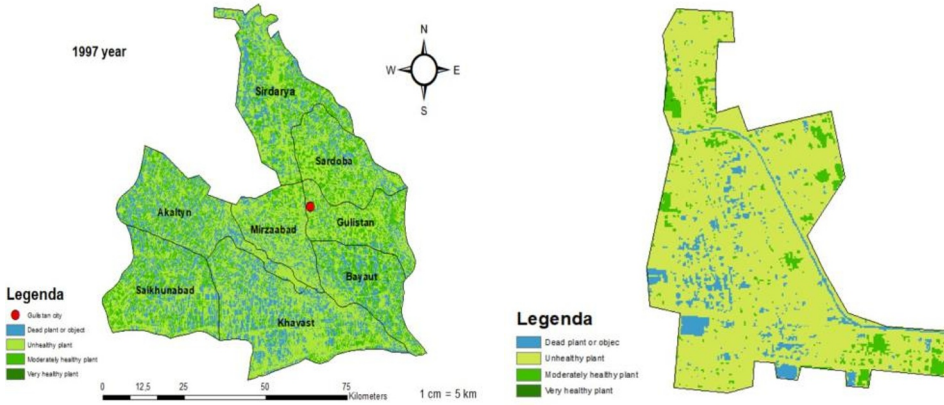 1997 year
N
W E
S
Sirdarya
Sardoba
Akaltyn
Mirzaabad
Gulistan
Bayaut
Saikhunabad
Khayast
Legenda
Gulistan city
Dead plant or object
Unhealthy plant
Moderately healthy plant
Very healthy plant
0 12.5 25 50 75
Kilometers
1 cm = 5 km
Legenda
Dead plant or objec
Unhealthy plant
Moderately healthy plant
Very healthy plant